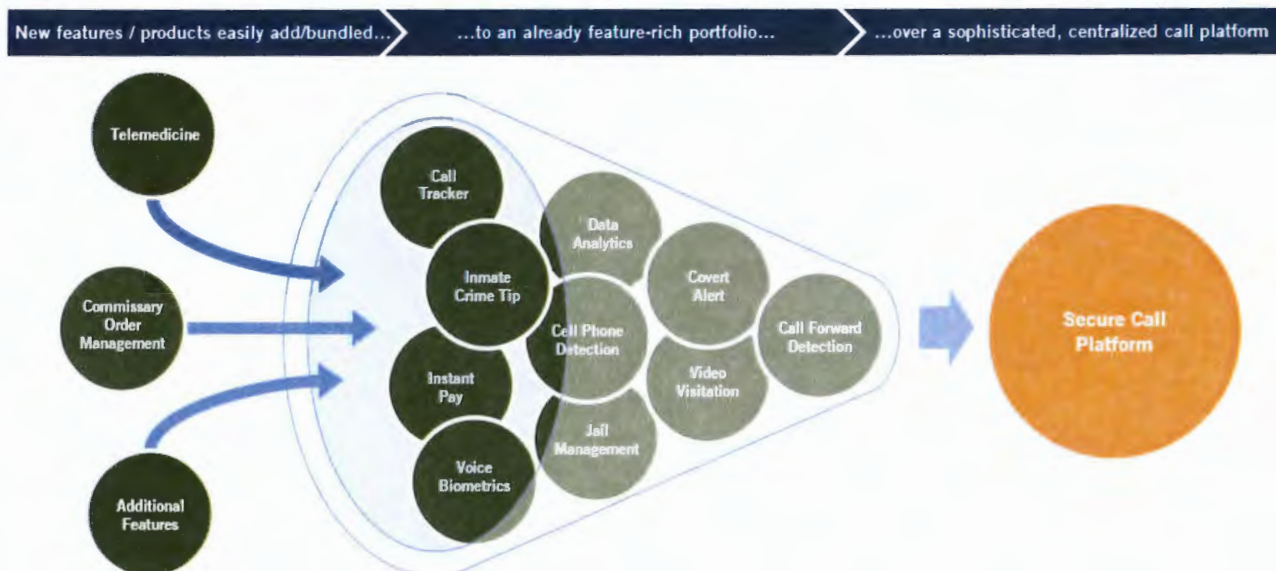 New features / products easily add/bundled...
...to an already feature-rich portfolio...
...over a sophisticated, centralized call platform
Telemedicine
Commissary
Order
Management
Additional
Features
Call
Tracker
Inmate
Crime Tip
Instant
Pay
Voice
Biometrics
Data
Analytics
Cell Phone
Detection
Jail
Management
Covert
Alert
Video
Visitation
Call Forward
Detection
Secure Call
Platform